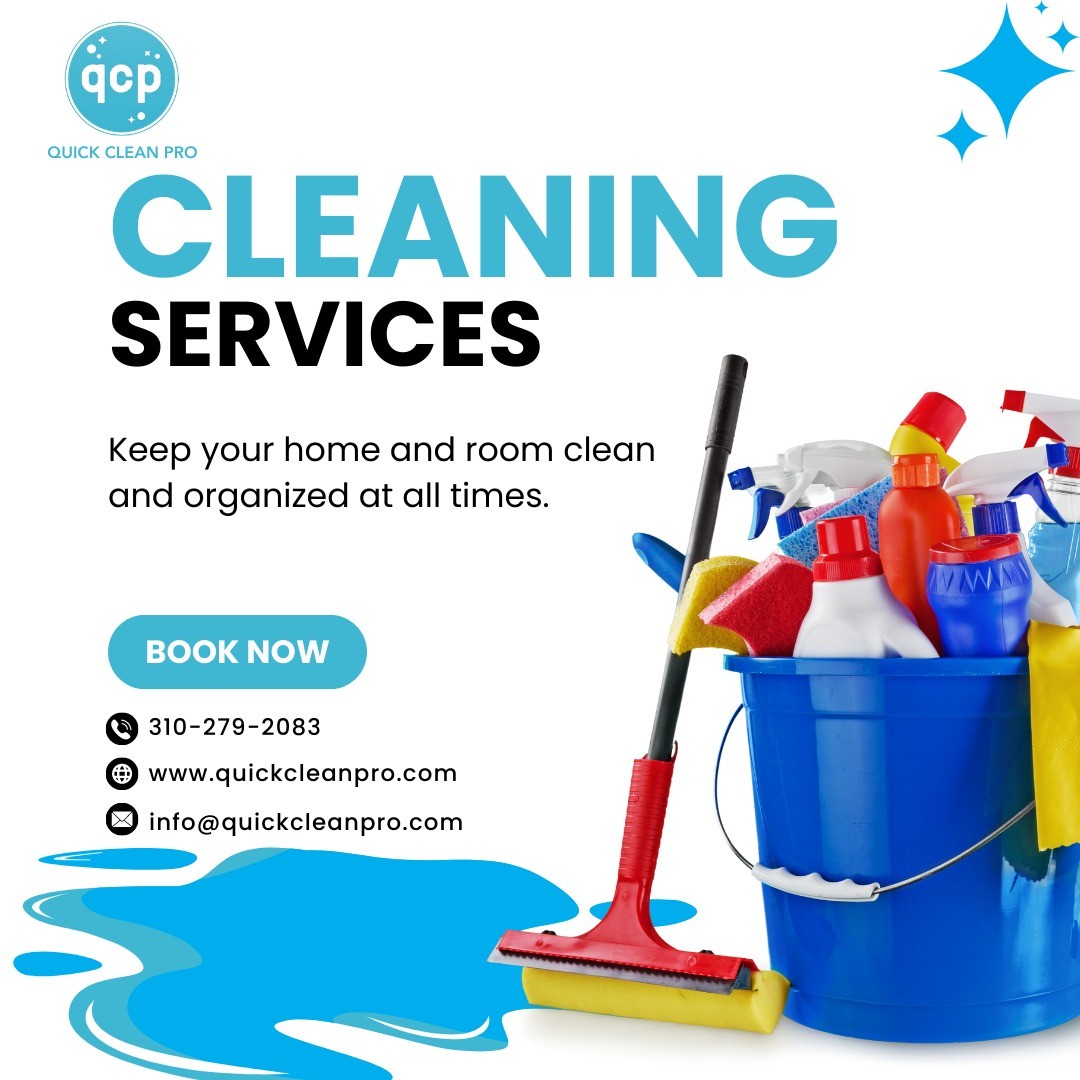 qcp
QUICK CLEAN PRO
CLEANING
SERVICES
Keep your home and room clean
and organized at all times.
BOOK NOW
310-279-2083
www.quickcleanpro.com
info@quickcleanpro.com